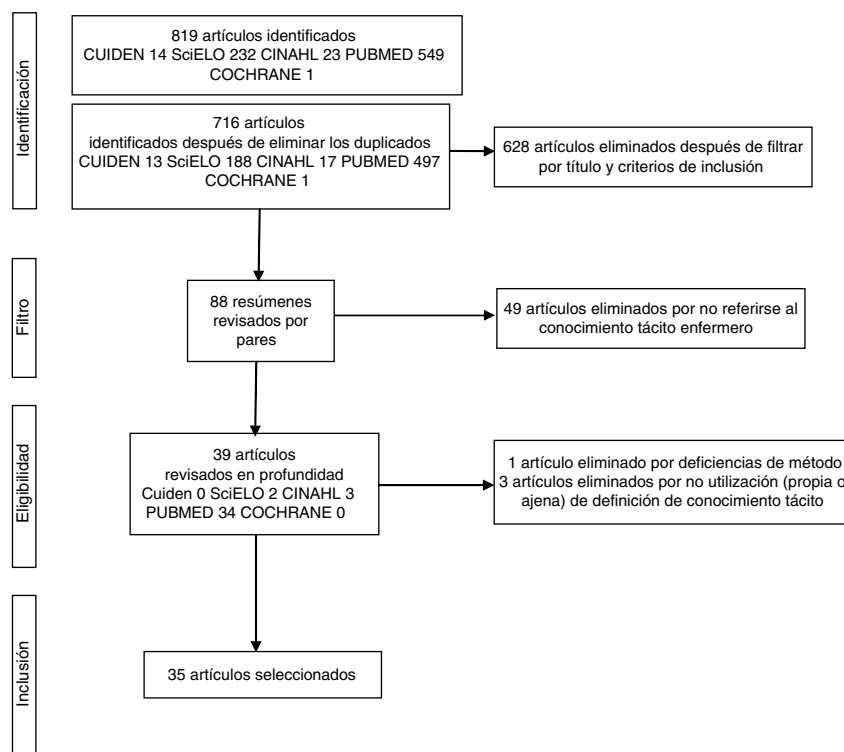 Identificación
819 artículos identificados
CUIDEN 14 SciELO 232 CINAHL 23 PUBMED 549
COCHRANE 1
716 artículos
identificados después de eliminar los duplicados
CUIDEN 13 SciELO 188 CINAHL 17 PUBMED 497
COCHRANE 1
628 artículos eliminados después de filtrar
por título y criterios de inclusión
Filtro
88 resúmenes
revisados por
pares
49 artículos eliminados por no referirse al
conocimiento tácito enfermero
Eligibilidad
39 artículos
revisados en profundidad
Cuiden 0 SciELO 2 CINAHL 3
PUBMED 34 COCHRANE 0
1 artículo eliminado por deficiencias de método
3 artículos eliminados por no utilización (propia o
ajena) de definición de conocimiento tácito
Inclusión
35 artículos seleccionados